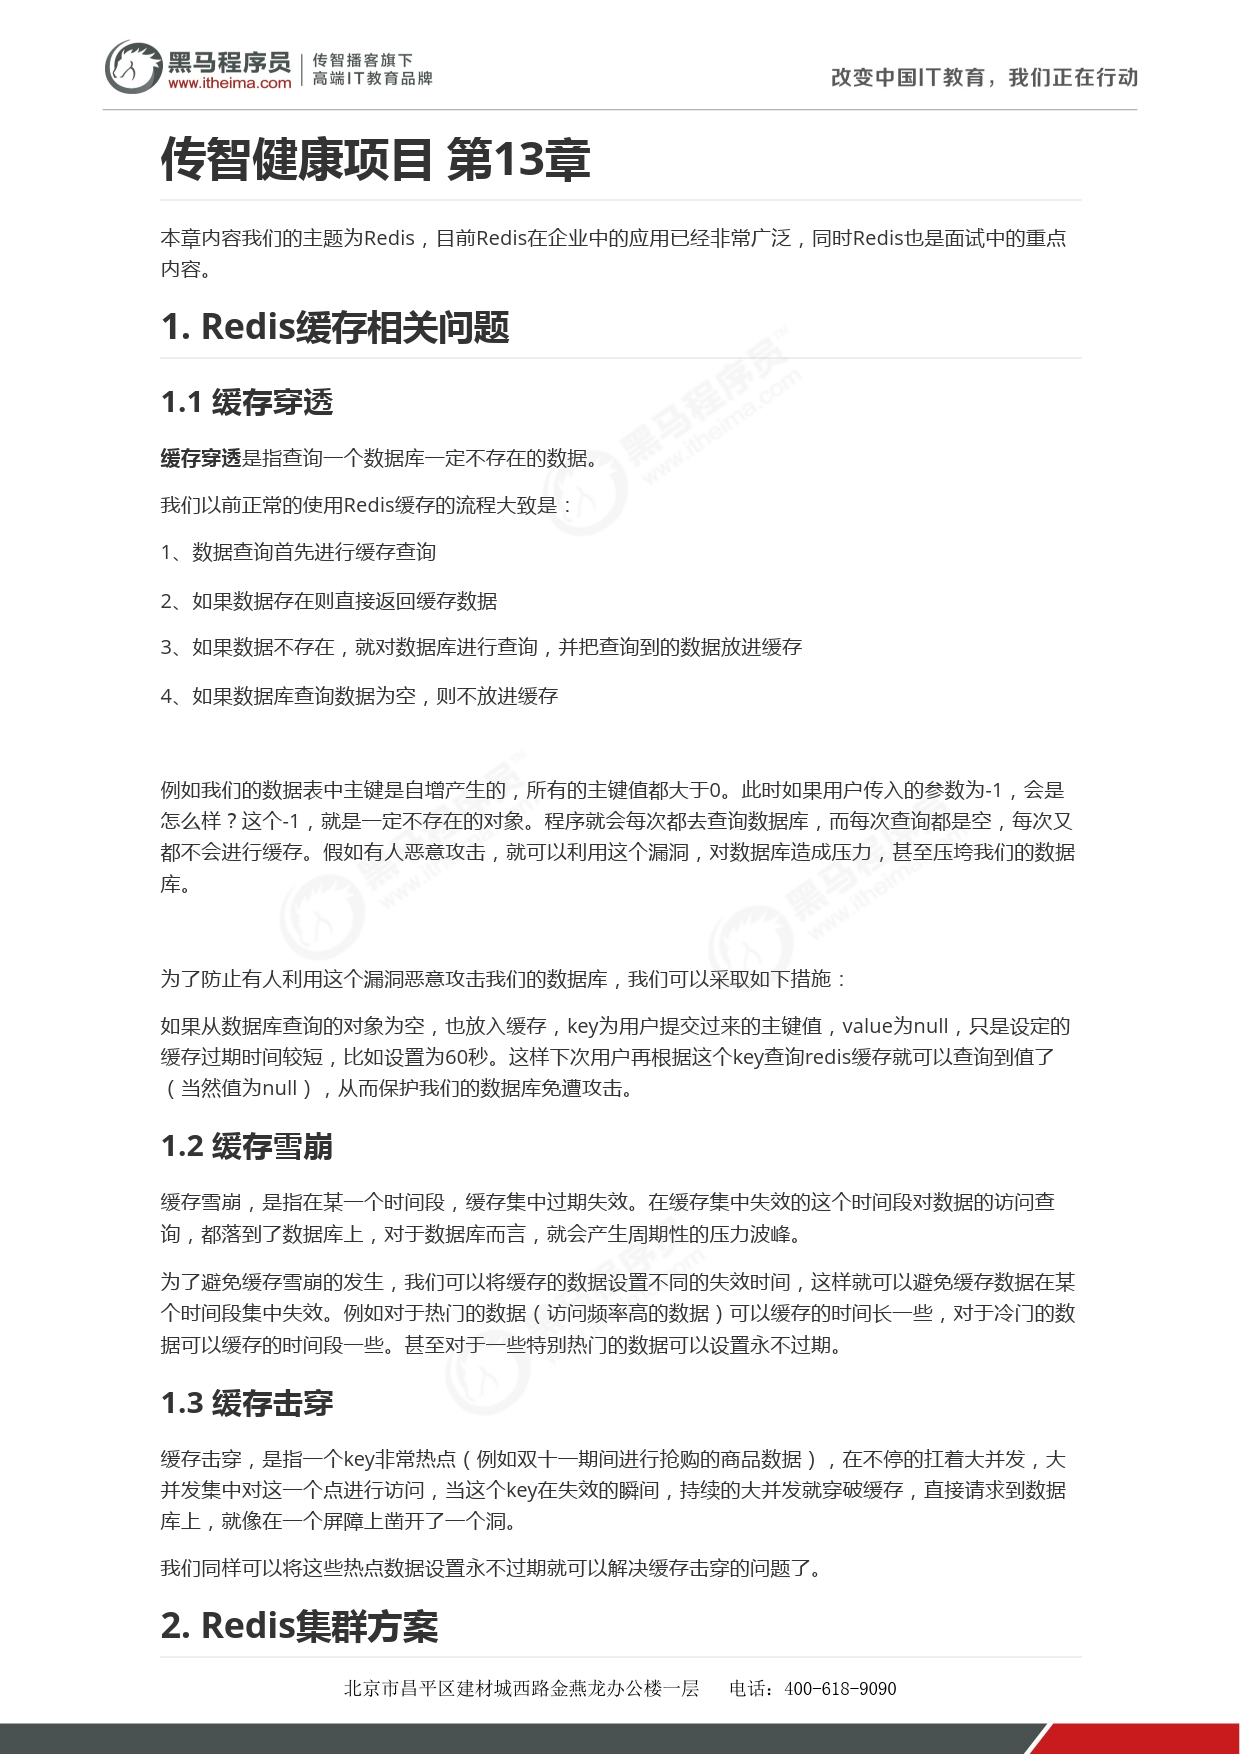 黑马程序员
www.itheima.com
传智播客旗下
高端IT教育品牌
改变中国IT教育，我们正在行动
传智健康项目 第13章
本章内容我们的主题为Redis，目前Redis在企业中的应用已经非常广泛，同时Redis也是面试中的重点
内容。
1. Redis缓存相关问题
1.1 缓存穿透
缓存穿透是指查询一个数据库一定不存在的数据。
我们以前正常的使用Redis缓存的流程大致是：
1、数据查询首先进行缓存查询
2、如果数据存在则直接返回缓存数据
3、如果数据不存在，就对数据库进行查询，并把查询到的数据放进缓存
4、如果数据库查询数据为空，则不放进缓存
例如我们的数据表中主键是自增产生的，所有的主键值都大于0。此时如果用户传入的参数为-1，会是
怎么样？这个-1，就是一定不存在的对象。程序就会每次都去查询数据库，而每次查询都是空，每次又
都不会进行缓存。假如有人恶意攻击，就可以利用这个漏洞，对数据库造成压力，甚至压垮我们的数据
库。
为了防止有人利用这个漏洞恶意攻击我们的数据库，我们可以采取如下措施：
如果从数据库查询的对象为空，也放入缓存，key为用户提交过来的主键值，value为null，只是设定的
缓存过期时间较短，比如设置为60秒。这样下次用户再根据这个key查询redis缓存就可以查询到值了
（当然值为null），从而保护我们的数据库免遭攻击。
1.2 缓存雪崩
缓存雪崩，是指在某一个时间段，缓存集中过期失效。在缓存集中失效的这个时间段对数据的访问查
询，都落到了数据库上，对于数据库而言，就会产生周期性的压力波峰。
为了避免缓存雪崩的发生，我们可以将缓存的数据设置不同的失效时间，这样就可以避免缓存数据在某
个时间段集中失效。例如对于热门的数据（访问频率高的数据）可以缓存的时间长一些，对于冷门的数
据可以缓存的时间段一些。甚至对于一些特别热门的数据可以设置永不过期。
1.3 缓存击穿
缓存击穿，是指一个key非常热点（例如双十一期间进行抢购的商品数据），在不停的扛着大并发，大
并发集中对这一个点进行访问，当这个key在失效的瞬间，持续的大并发就穿破缓存，直接请求到数据
库上，就像在一个屏障上凿开了一个洞。
我们同样可以将这些热点数据设置永不过期就可以解决缓存击穿的问题了。
2. Redis集群方案
北京市昌平区建材城西路金燕龙办公楼一层 电话：400-618-9090